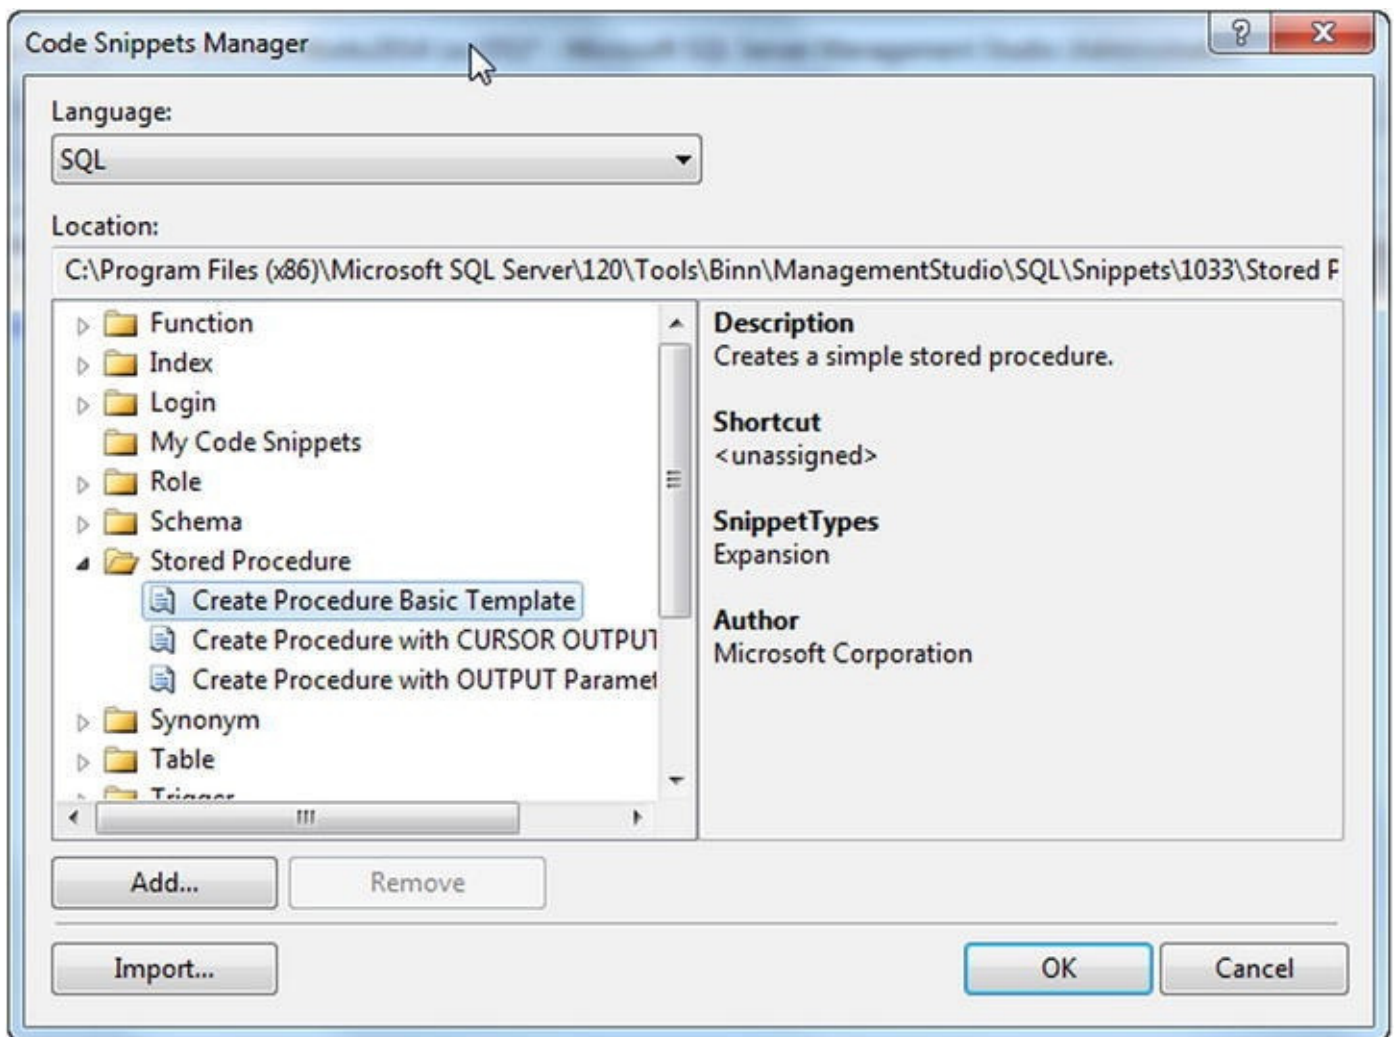 Code Snippets Manager
?
Language:
SQL
Location:
C:\Program Files (x86)\Microsoft SQL Server\120\Tools\Binn\ManagementStudio\SQL\Snippets\1033\Stored P
Function
Index
Login
My Code Snippets
Role
Schema
Stored Procedure
Create Procedure Basic Template
Create Procedure with CURSOR OUTPUT
Create Procedure with OUTPUT Paramet
Synonym
Table
Trigger
Description
Creates a simple stored procedure.
Shortcut
<unassigned>
SnippetTypes
Expansion
Author
Microsoft Corporation
Add...
Remove
Import...
OK
Cancel